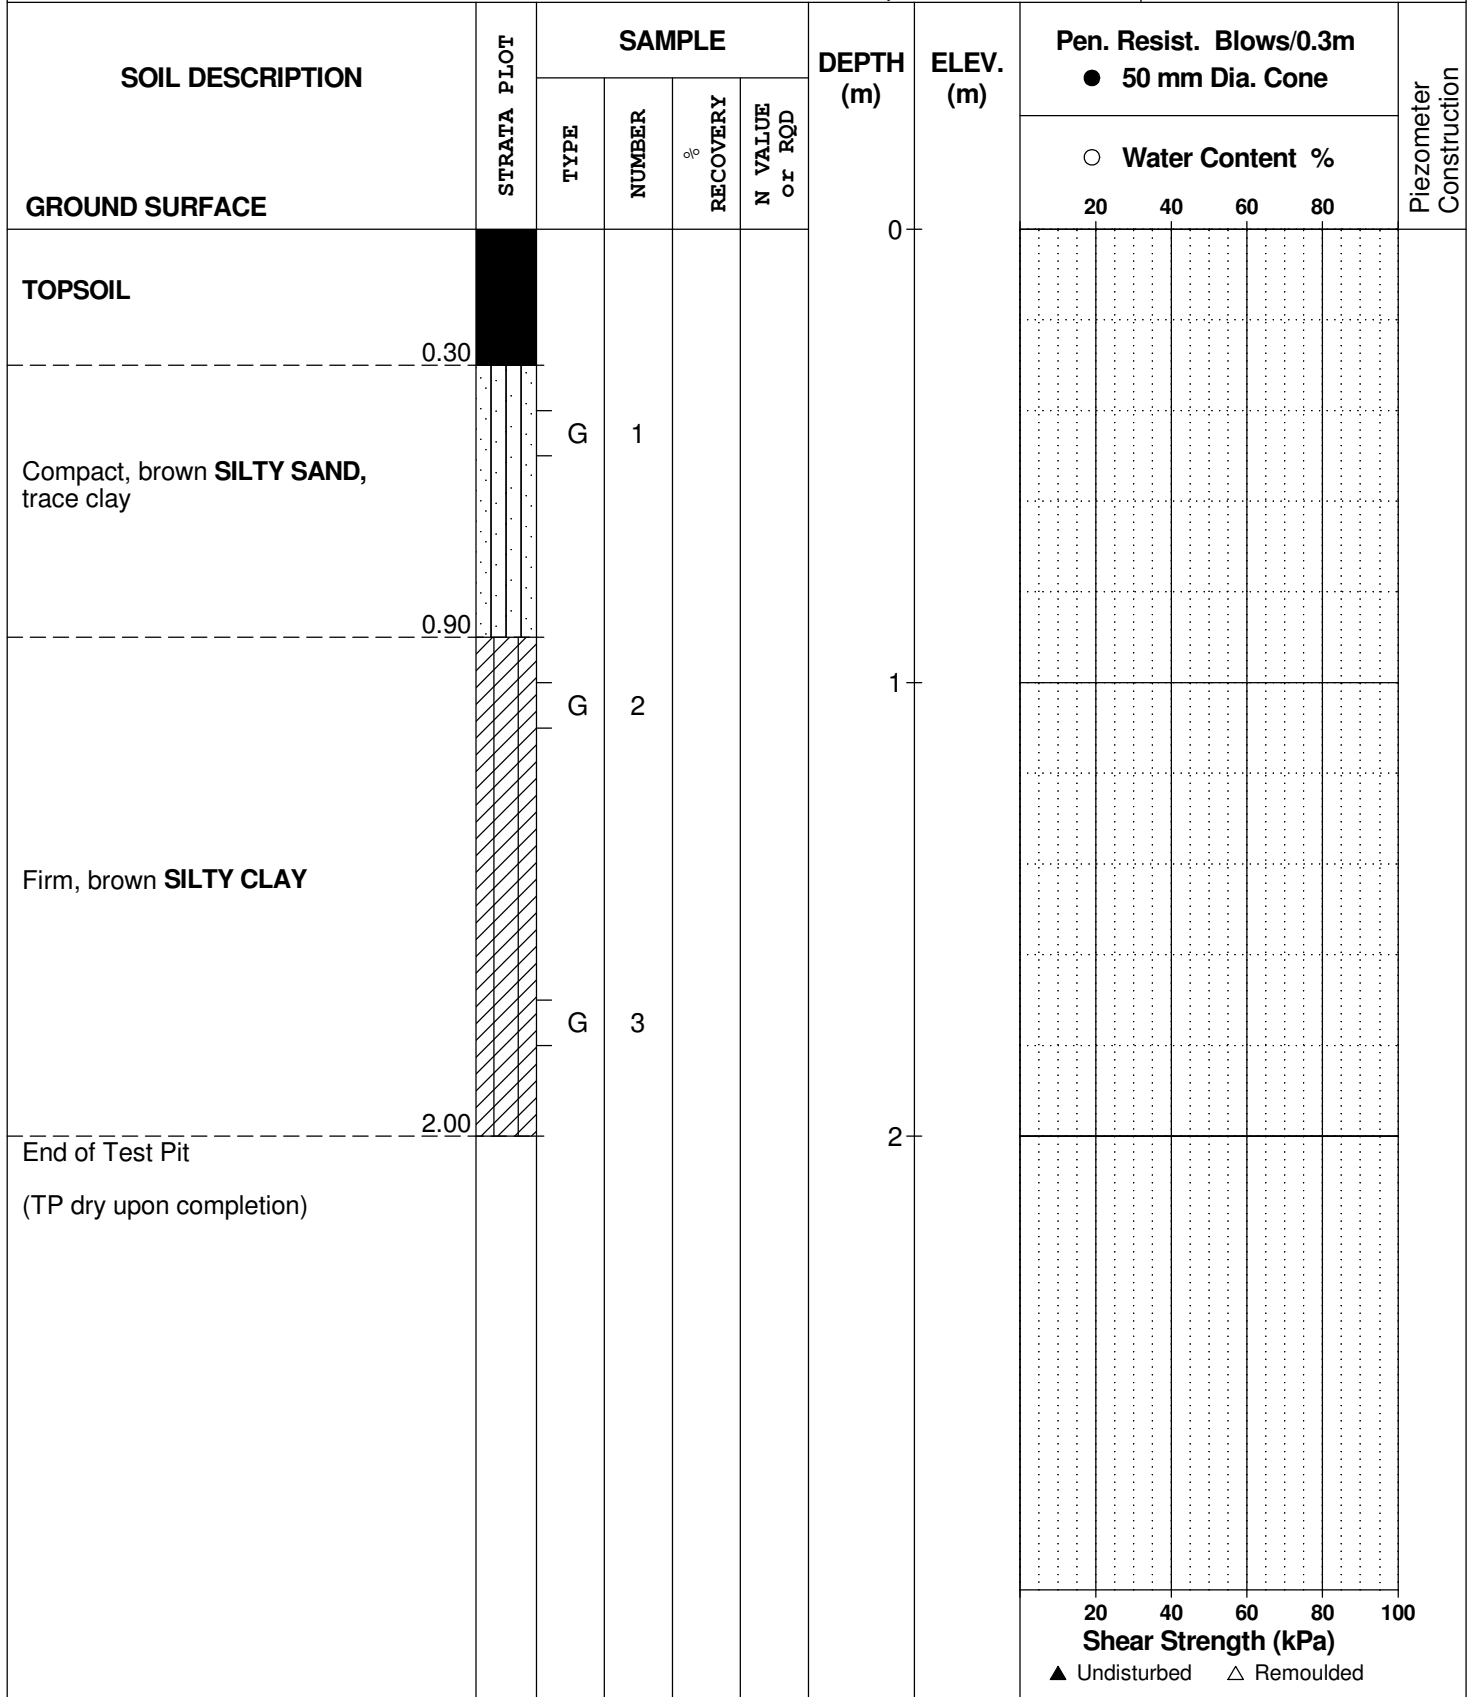 SOIL DESCRIPTION
GROUND SURFACE
STRATA PLOT
SAMPLE
TYPE
NUMBER
%
RECOVERY
N VALUE
or RQD
DEPTH
(m)
ELEV.
(m)
Pen. Resist. Blows/0.3m
● 50 mm Dia. Cone
○ Water Content %
20 40 60 80
Piezometer
Construction
0
TOPSOIL
0.30
G 1
Compact, brown SILTY SAND,
trace clay
0.90
1
G 2
Firm, brown SILTY CLAY
G 3
2.00
2
End of Test Pit
(TP dry upon completion)
20 40 60 80 100
Shear Strength (kPa)
▲ Undisturbed △ Remoulded